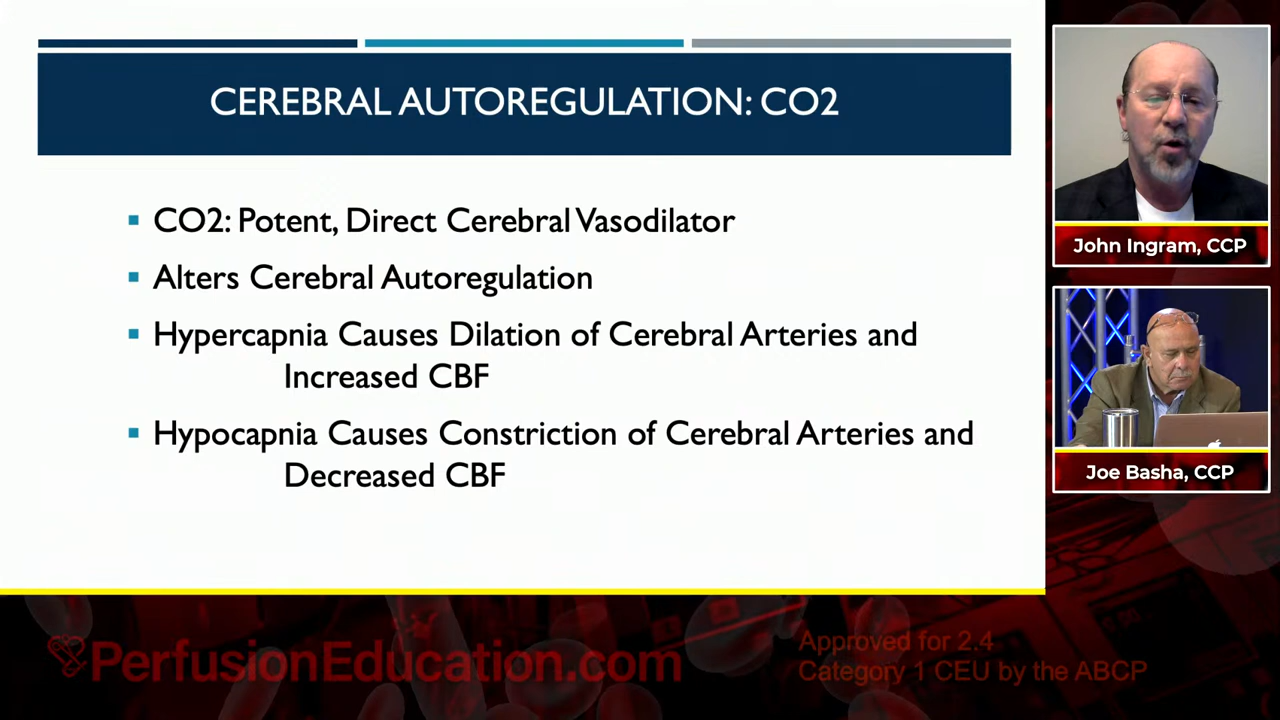 CEREBRAL AUTOREGULATION: CO2
CO2: Potent, Direct Cerebral Vasodilator
Alters Cerebral Autoregulation
Hypercapnia Causes Dilation of Cerebral Arteries and
Increased CBF
Hypocapnia Causes Constriction of Cerebral Arteries and
Decreased CBF
John Ingram, CCP
Joe Basha, CCP
PerfusionEducation.com
Approved for 2.4
Category 1 CEU by the ABCP